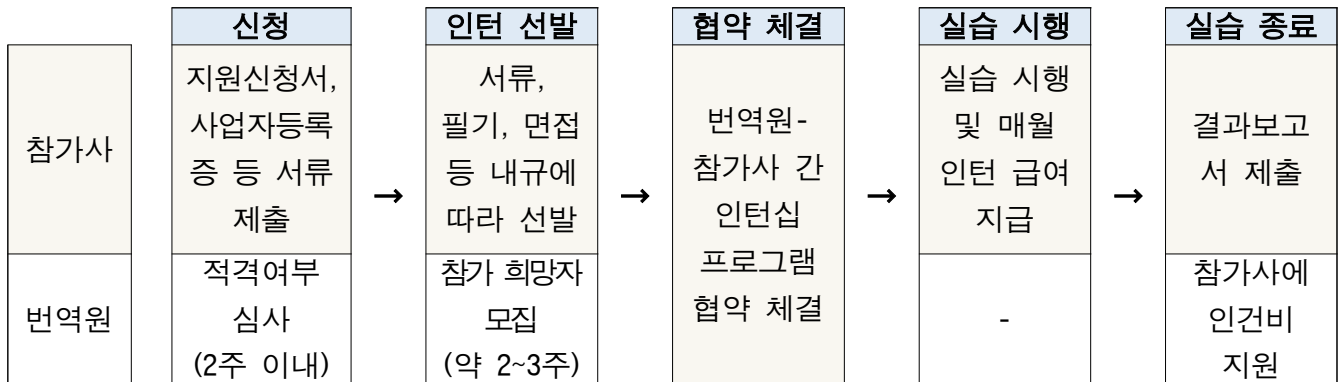 신청
인턴 선발
협약 체결
실습 시행
실습 종료
참가사
지원신청서,
사업자등록
증 등 서류
제출
→
서류,
필기, 면접
등 내규에
따라 선발
→
번역원-
참가사 간
인턴십
프로그램
협약 체결
→
실습 시행
및 매월
인턴 급여
지급
→
결과보고
서 제출
번역원
적격여부
심사
(2주 이내)
참가 희망자
모집
(약 2~3주)
-
참가사에
인건비
지원